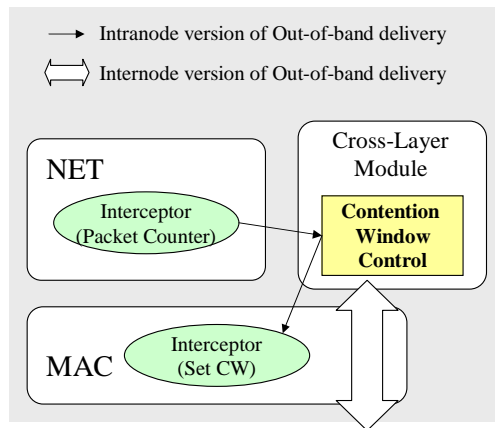 Intranode version of Out-of-band delivery
Internode version of Out-of-band delivery
NET
Interceptor
(Packet Counter)
Cross-Layer
Module
Contention
Window
Control
MAC
Interceptor
(Set CW)